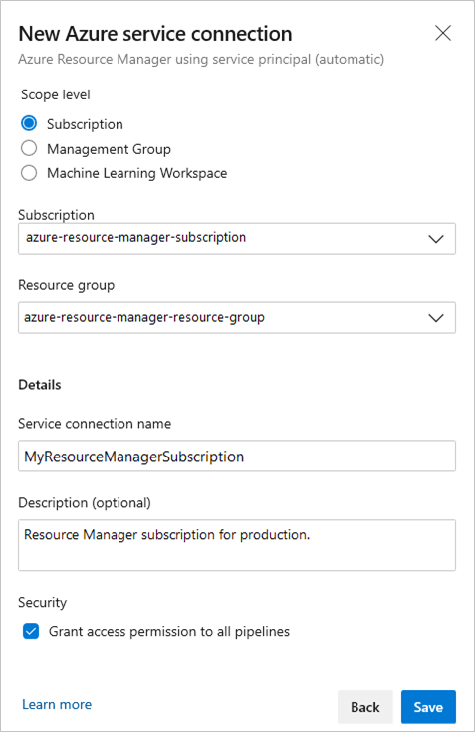 New Azure service connection
Azure Resource Manager using service principal (automatic)
Scope level
Subscription
Management Group
Machine Learning Workspace
Subscription
azure-resource-manager-subscription
Resource group
azure-resource-manager-resource-group
Details
Service connection name
MyResourceManagerSubscription
Description (optional)
Resource Manager subscription for production.
Security
Grant access permission to all pipelines
Learn more
Back
Save